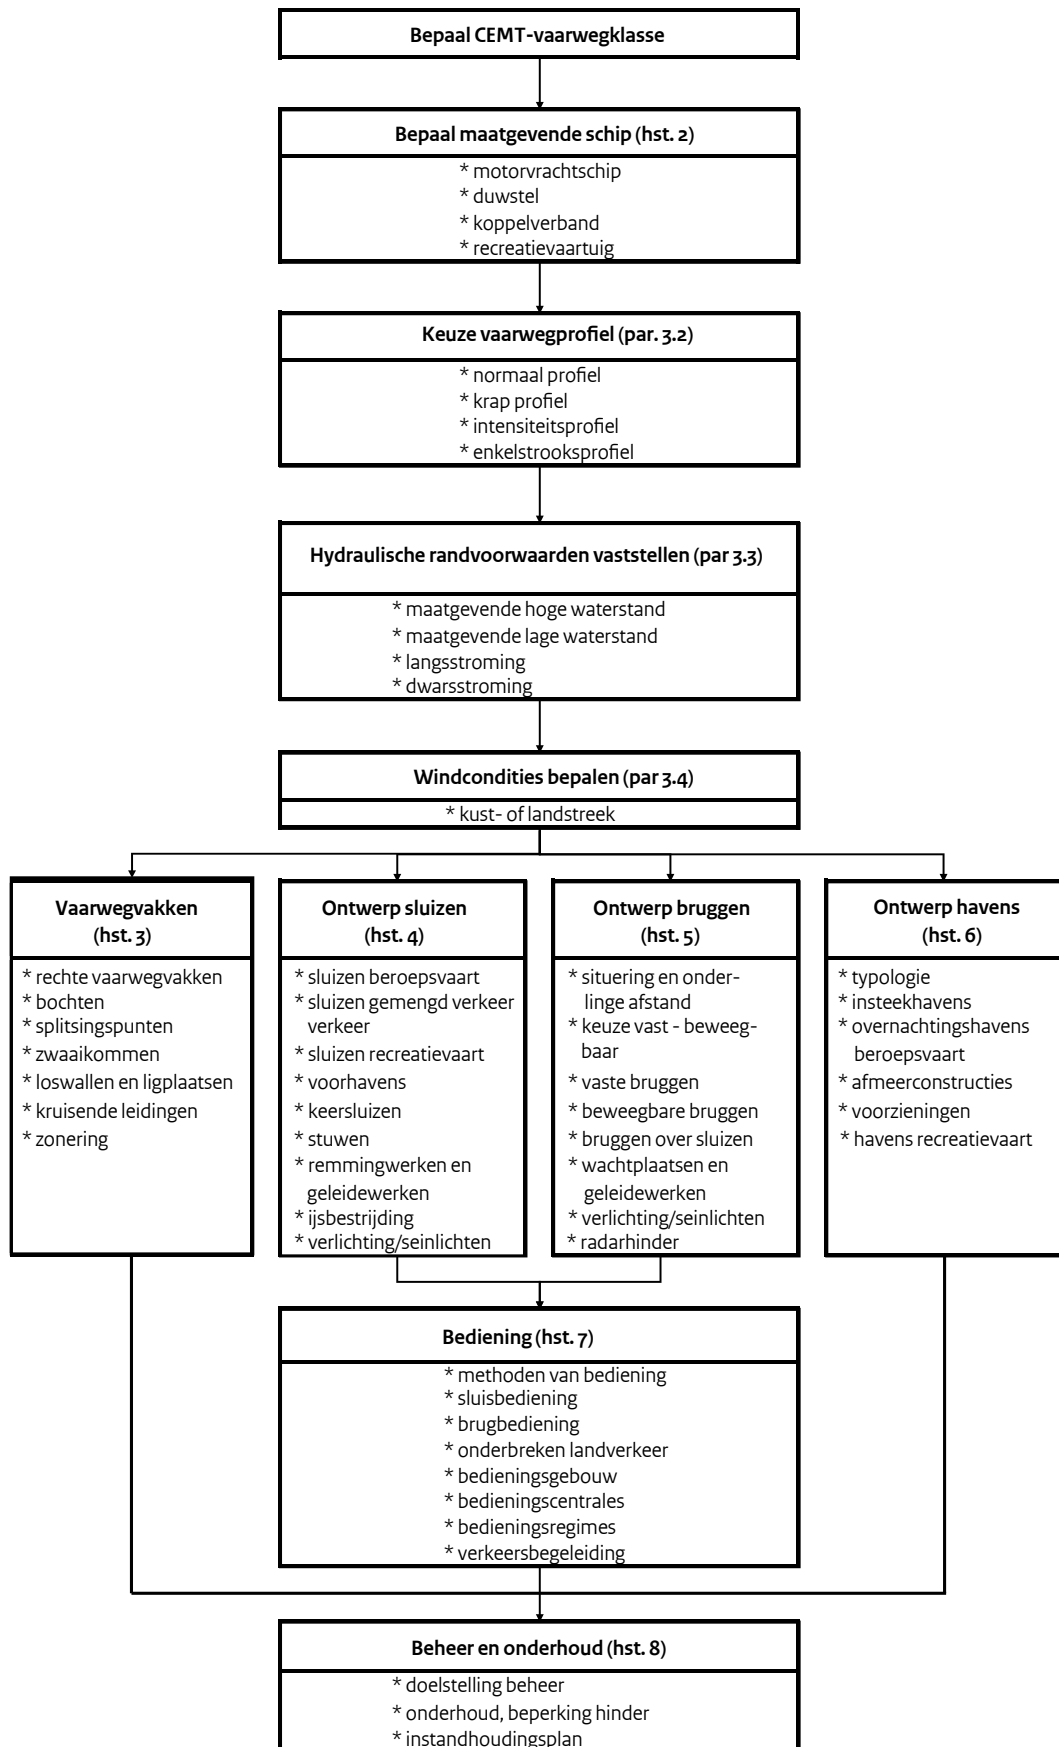 Bepaal CEMT-vaarwegklasse
Bepaal maatgevende schip (hst. 2)
* motorvrachtschip
* duwstel
* koppelverband
* recreatievaartuig
Keuze vaarwegprofiel (par. 3.2)
* normaal profiel
* krap profiel
* intensiteitsprofiel
* enkelstrooksprofiel
Hydraulische randvoorwaarden vaststellen (par 3.3)
* maatgevende hoge waterstand
* maatgevende lage waterstand
* langsstroming
* dwarsstroming
Windcondities bepalen (par 3.4)
* kust- of landstreek
Vaarwegvakken
(hst. 3)
* rechte vaarwegvakken
* bochten
* splitsingspunten
* zwaaikommen
* loswallen en ligplaatsen
* kruisende leidingen
* zonering
Ontwerp sluizen
(hst. 4)
* sluizen beroepsvaart
* sluizen gemengd verkeer
verkeer
* sluizen recreatievaart
* voorhavens
* keersluizen
* stuwen
* remmingwerken en
geleidewerken
* ijsbestrijding
* verlichting/seinlichten
Ontwerp bruggen
(hst. 5)
* situering en onder-
linge afstand
* keuze vast - beweeg-
baar
* vaste bruggen
* beweegbare bruggen
* bruggen over sluizen
* wachtplaatsen en
geleidewerken
* verlichting/seinlichten
* radarhinder
Ontwerp havens
(hst. 6)
* typologie
* insteekhavens
* overnachtingshavens
beroepsvaart
* afmeerconstructies
* voorzieningen
* havens recreatievaart
Bediening (hst. 7)
* methoden van bediening
* sluisbediening
* brugbediening
* onderbreken landverkeer
* bedieningsgebouw
* bedieningscentrales
* bedieningsregimes
* verkeersbegeleiding
Beheer en onderhoud (hst. 8)
* doelstelling beheer
* onderhoud, beperking hinder
* instandhoudingsplan